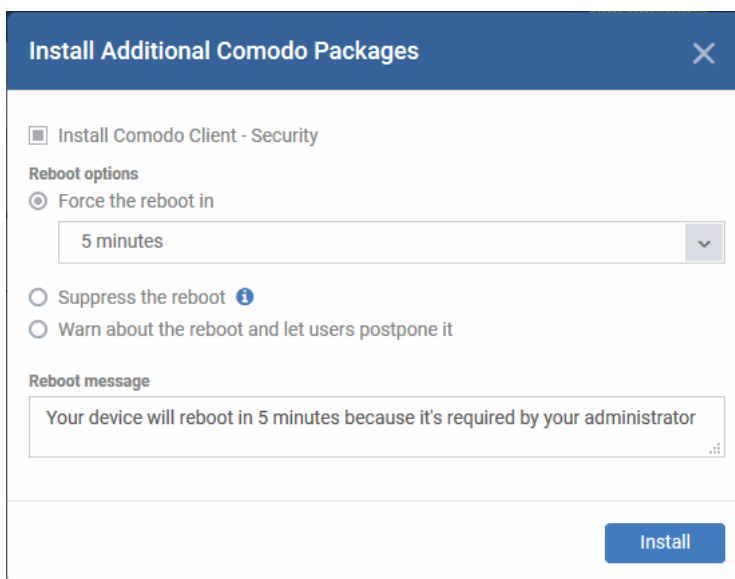 Install Additional Comodo Packages
Install Comodo Client - Security
Reboot options
Force the reboot in
5 minutes
Suppress the reboot
Warn about the reboot and let users postpone it
Reboot message
Your device will reboot in 5 minutes because it's required by your administrator
Install